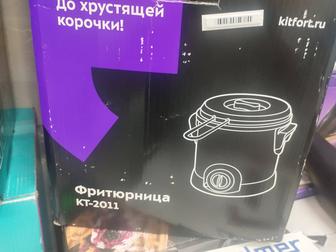 До хрустящей
корочки!
kitfort.ru
Фритюрница
КТ-2011